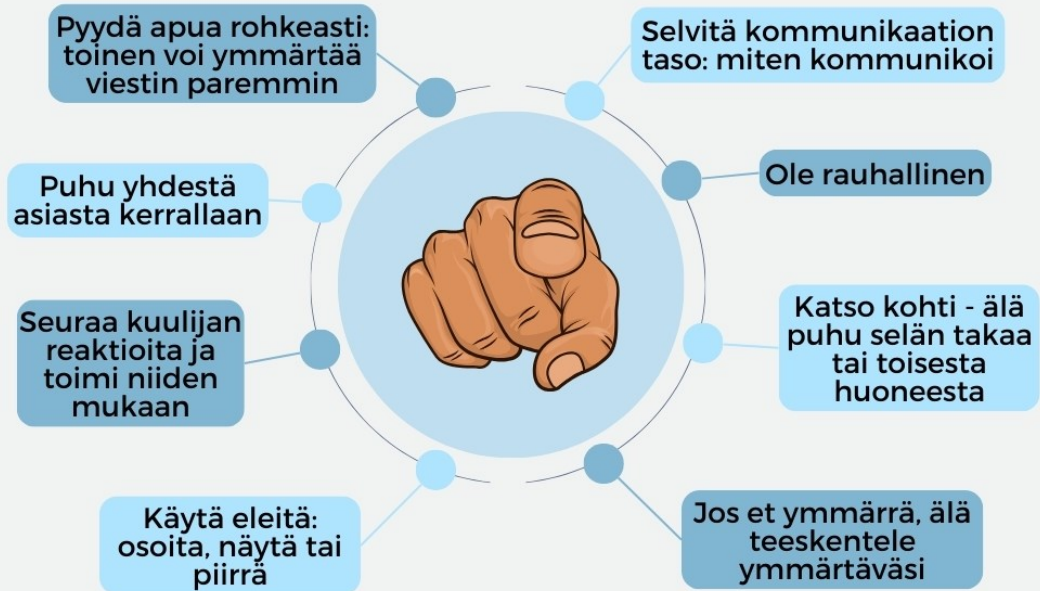 Pyydä apua rohkeasti:
toinen voi ymmärtää
viestin paremmin
Selvitä kommunikaation
taso: miten kommunikoi
Puhu yhdestä
asiasta kerrallaan
Ole rauhallinen
Seuraa kuulijan
reaktioita ja
toimi niiden
mukaan
Katso kohti - älä
puhu selän takaa
tai toisesta
huoneesta
Käytä eleitä:
osoita, näytä tai
piirrä
Jos et ymmärrä, älä
teeskentele
ymmärtäväsi